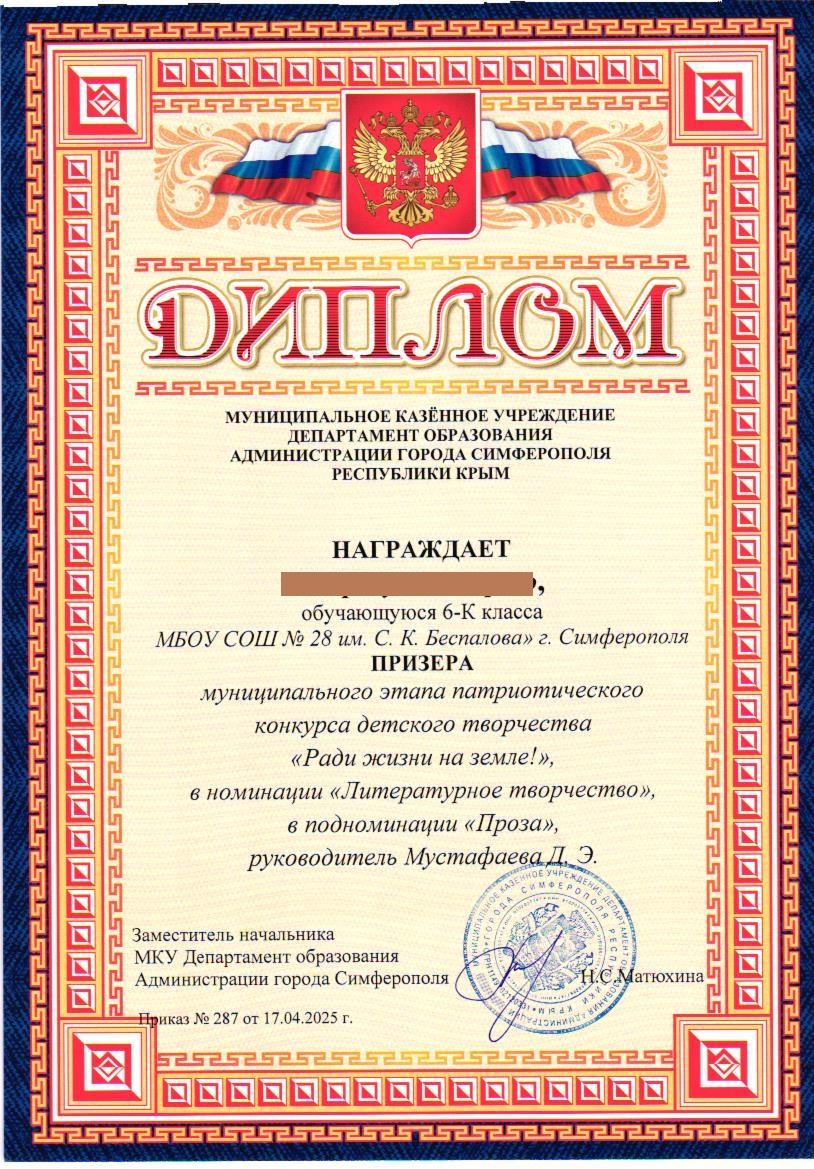 ДИПЛОМ
МУНИЦИПАЛЬНОЕ КАЗЁННОЕ УЧРЕЖДЕНИЕ
ДЕПАРТАМЕНТ ОБРАЗОВАНИЯ
АДМИНИСТРАЦИИ ГОРОДА СИМФЕРОПОЛЯ
РЕСПУБЛИКИ КРЫМ
НАГРАЖДАЕТ
обучающуюся 6-К класса
МБОУ СОШ № 28 им. С. К. Беспалова» г. Симферополя
ПРИЗЕРА
муниципального этапа патриотического
конкурса детского творчества
«Ради жизни на земле!»,
в номинации «Литературное творчество»,
в подноминации «Проза»,
руководитель Мустафаева Д. Э.
Заместитель начальника
МКУ Департамент образования
Администрации города Симферополя
Н.С.Матюхина
Приказ № 287 от 17.04.2025 г.